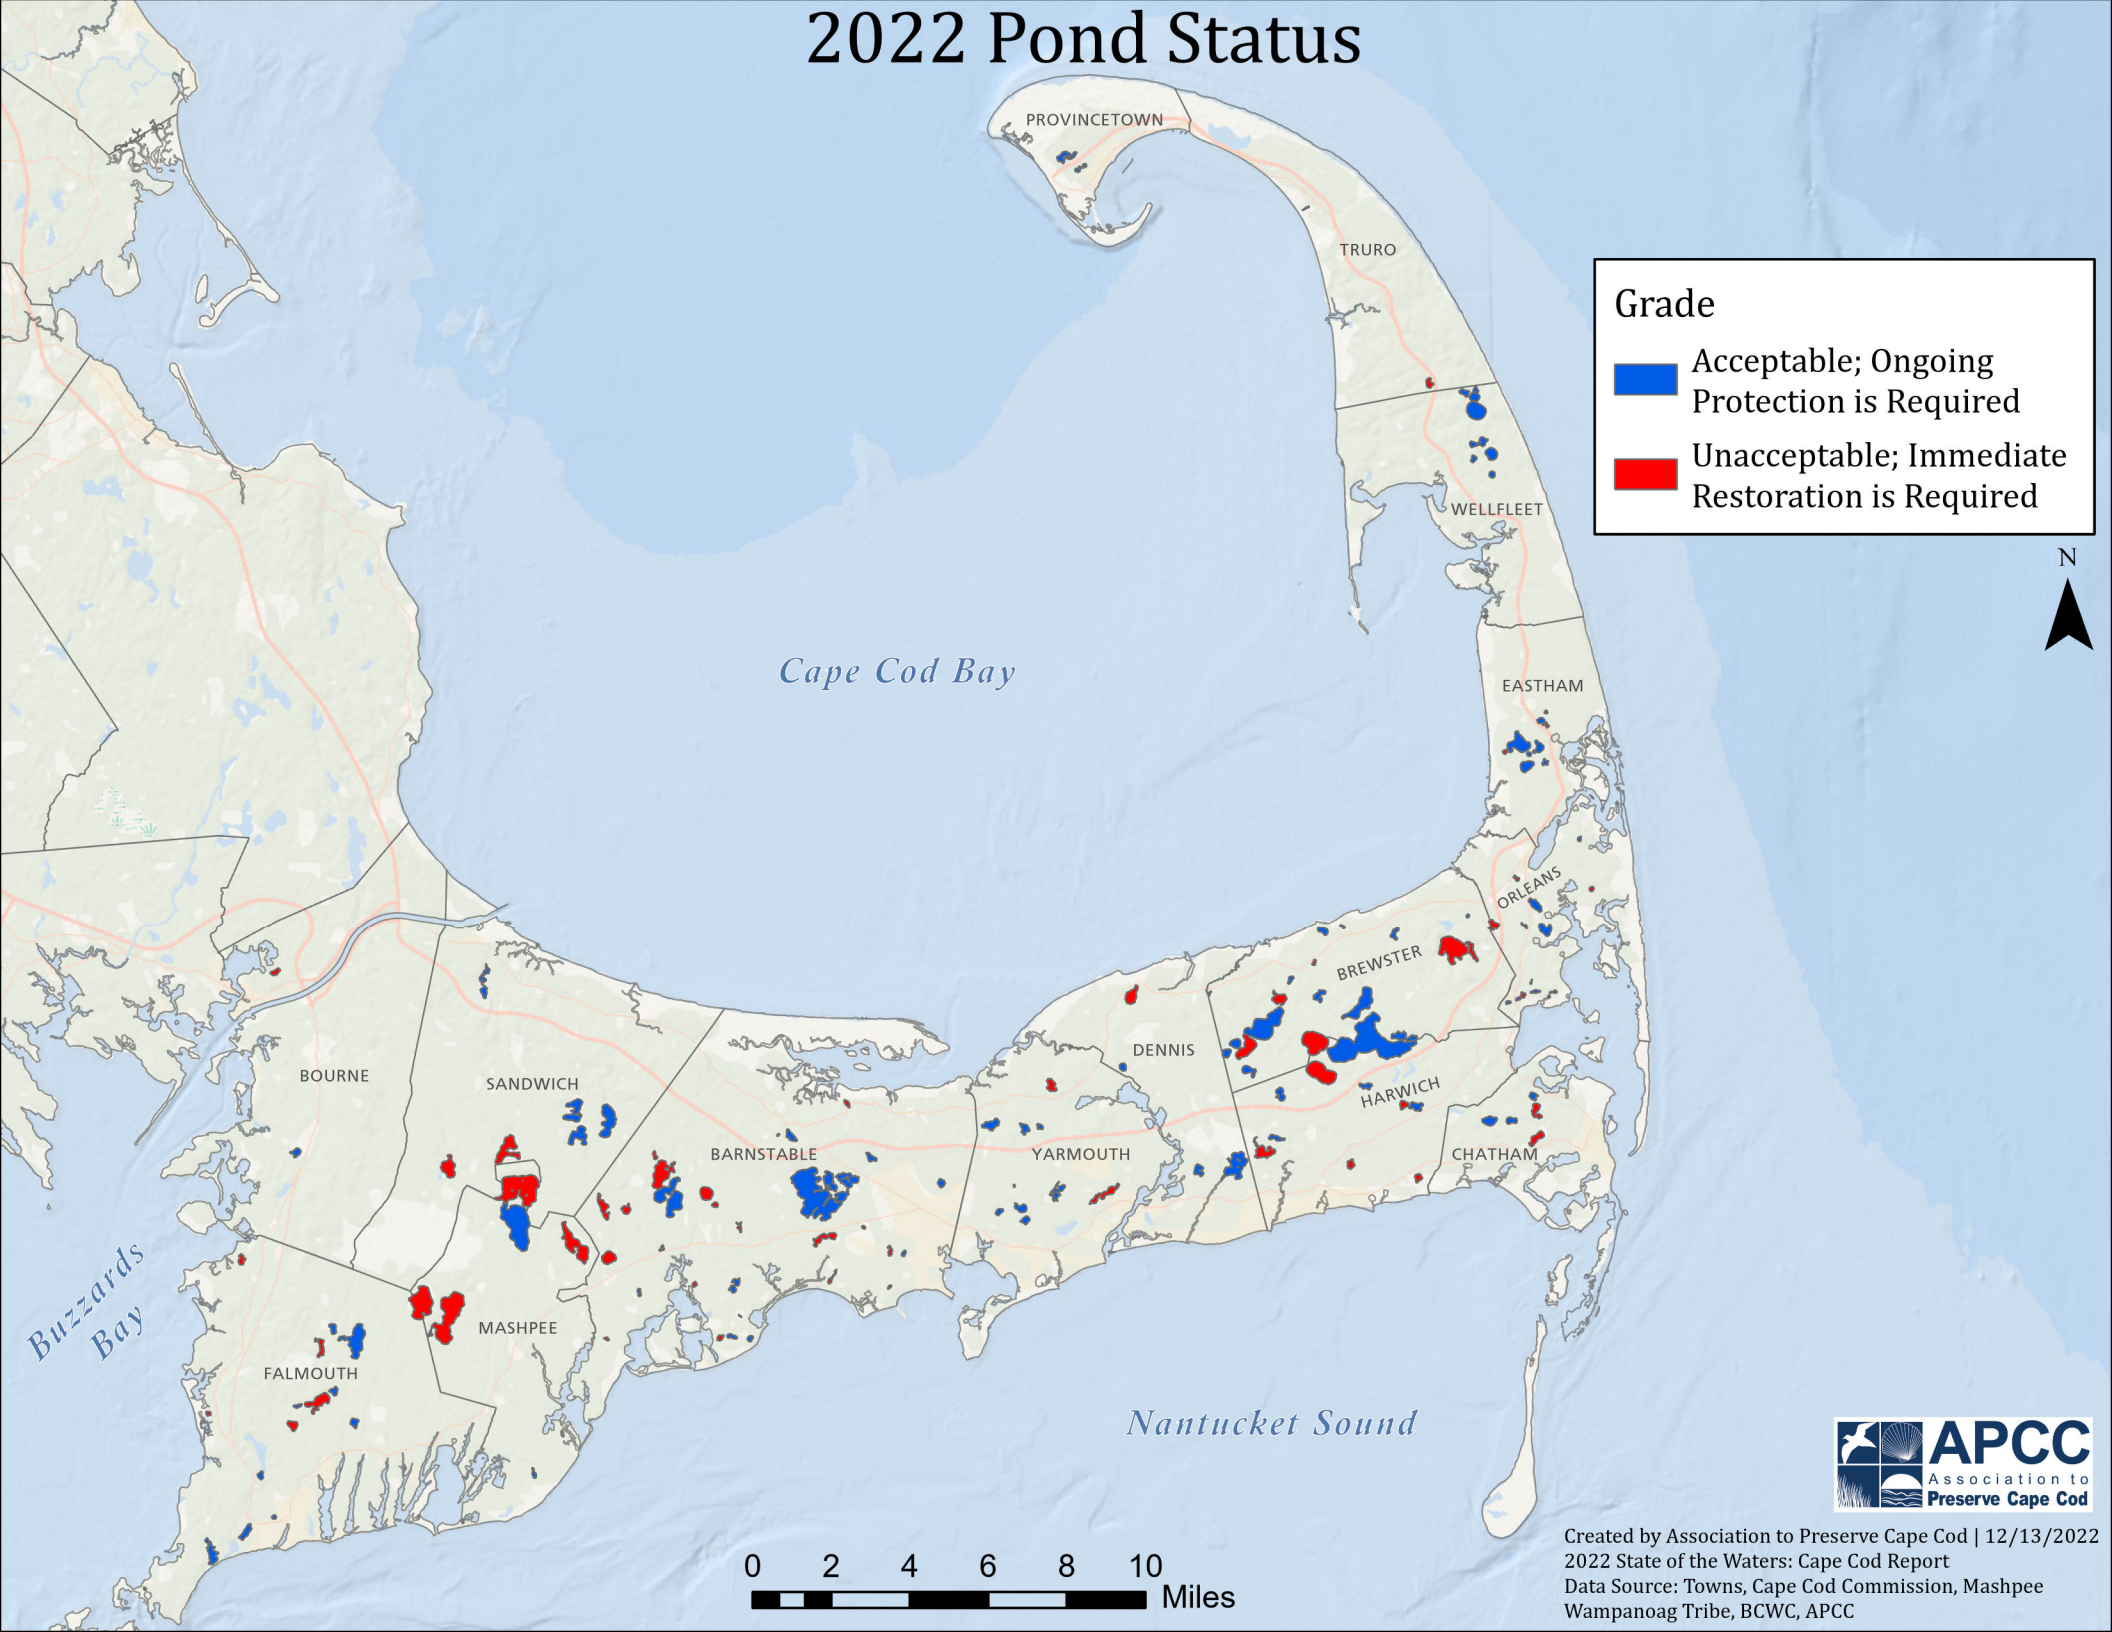 2022 Pond Status
PROVINCETOWN
TRURO
Grade
Acceptable; Ongoing
Protection is Required
Unacceptable; Immediate
Restoration is Required
WELLFLEET
N
Cape Cod Bay
EASTHAM
ORLEANS
BREWSTER
DENNIS
BOURNE
SANDWICH
HARWICH
BARNSTABLE
YARMOUTH
CHATHAM
Buzzards
Bay
MASHPEE
FALMOUTH
Nantucket Sound
APCC
Association to
Preserve Cape Cod
0 2 4 6 8 10
Miles
Created by Association to Preserve Cape Cod | 12/13/2022
2022 State of the Waters: Cape Cod Report
Data Source: Towns, Cape Cod Commission, Mashpee
Wampanoag Tribe, BCWC, APCC